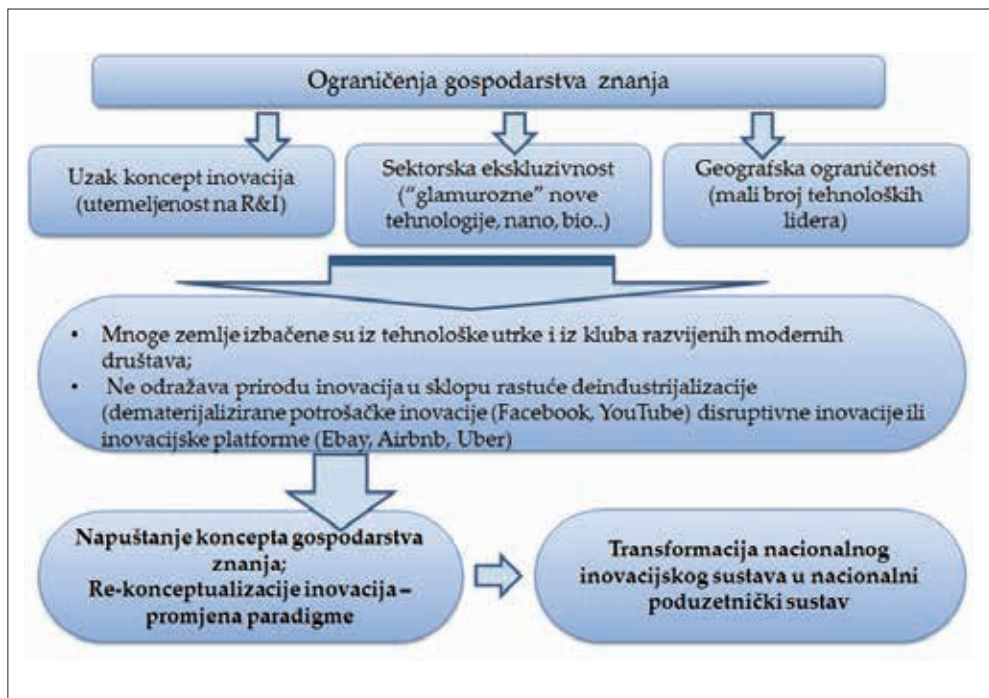 Ograničenja gospodarstva znanja
Uzak koncept inovacija
(utemeljenost na R&I)
Sektorska ekskluzivnost
("glamurozne" nove
tehnologije, nano, bio..)
Geografska ograničenost
(mali broj tehnoloških
lidera)
• Mnoge zemlje izbačene su iz tehnološke utrke i iz kluba razvijenih modernih
društava;
• Ne odražava prirodu inovacija u sklopu rastuće deindustrijalizacije
(dematerijalizirane potrošačke inovacije (Facebook, YouTube) disruptivne inovacije ili
inovacijske platforme (Ebay, Airbnb, Uber)
Napuštanje koncepta gospodarstva
znanja;
Re-konceptualizacije inovacija –
promjena paradigme
Transformacija nacionalnog
inovacijskog sustava u nacionalni
poduzetnički sustav